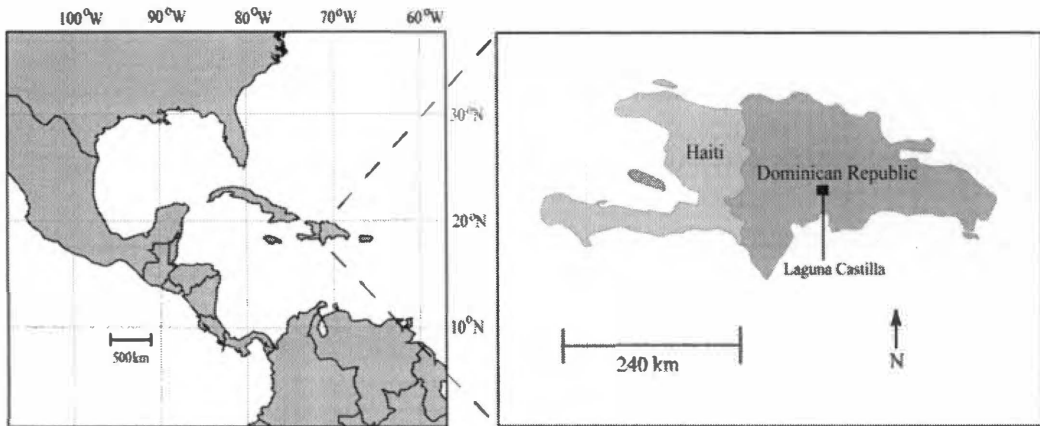 100°W 90°W 80°W 70°W 60°W
30°N
20°N
10°N
500km
Haiti
Dominican Republic
Laguna Castilla
240 km
N